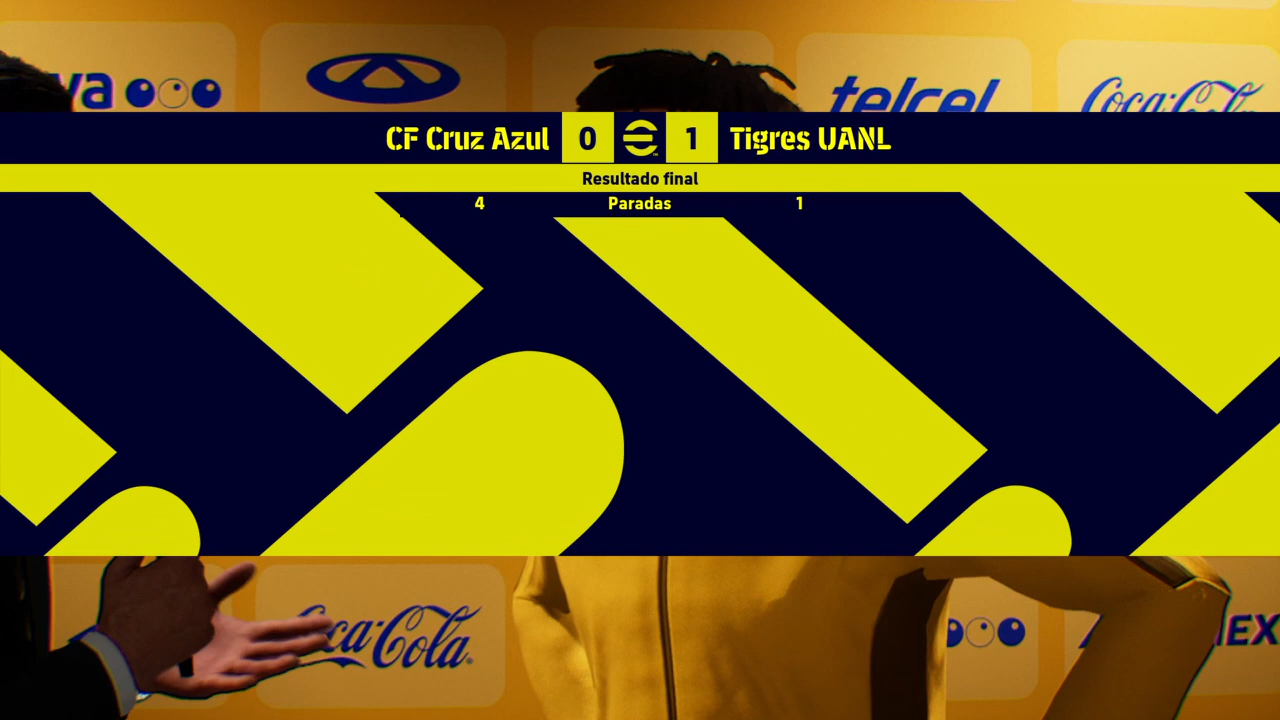 telcel
Coca-Cola
CF Cruz Azul 0 1 Tigres UANL
Resultado final
4 Paradas 1
Coca-Cola